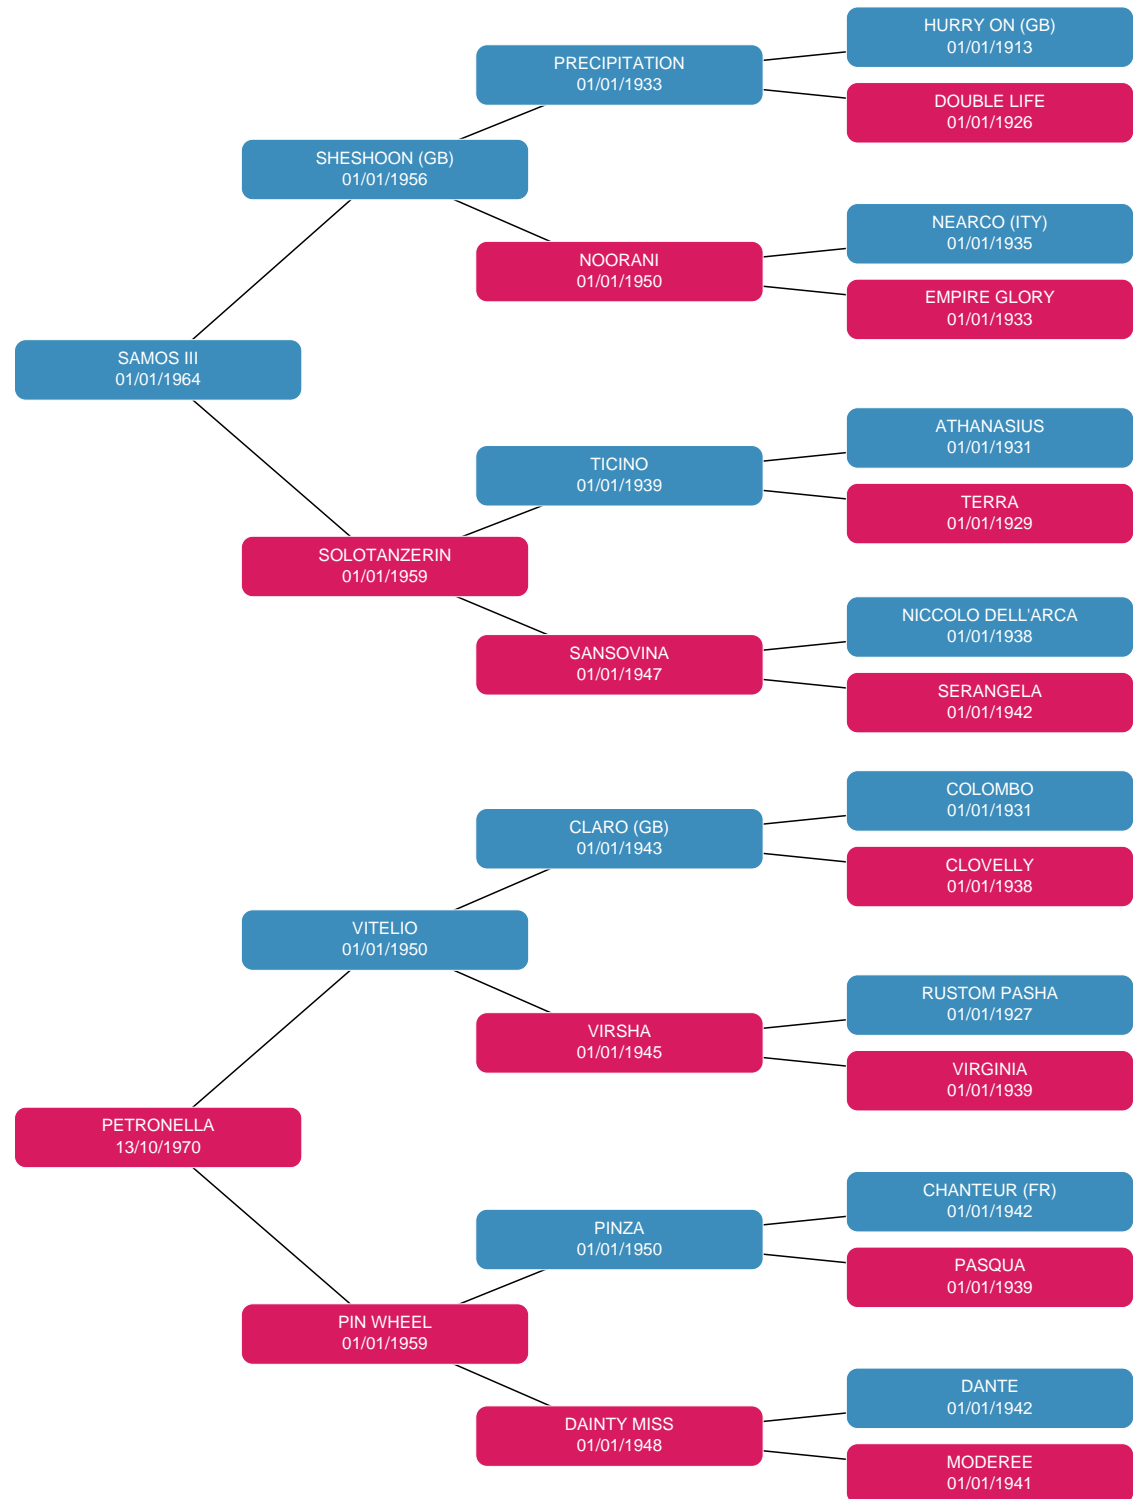 HURRY ON (GB)
01/01/1913
PRECIPITATION
01/01/1933
DOUBLE LIFE
01/01/1926
SHESHOON (GB)
01/01/1956
NEARCO (ITY)
01/01/1935
NOORANI
01/01/1950
EMPIRE GLORY
01/01/1933
SAMOS III
01/01/1964
ATHANASIUS
01/01/1931
TICINO
01/01/1939
TERRA
01/01/1929
SOLOTANZERIN
01/01/1959
NICCOLO DELL'ARCA
01/01/1938
SANSOVINA
01/01/1947
SERANGELA
01/01/1942
COLOMBO
01/01/1931
CLARO (GB)
01/01/1943
CLOVELLY
01/01/1938
VITELIO
01/01/1950
RUSTOM PASHA
01/01/1927
VIRSHA
01/01/1945
VIRGINIA
01/01/1939
PETRONELLA
13/10/1970
CHANTEUR (FR)
01/01/1942
PINZA
01/01/1950
PASQUA
01/01/1939
PIN WHEEL
01/01/1959
DANTE
01/01/1942
DAINTY MISS
01/01/1948
MODEREE
01/01/1941